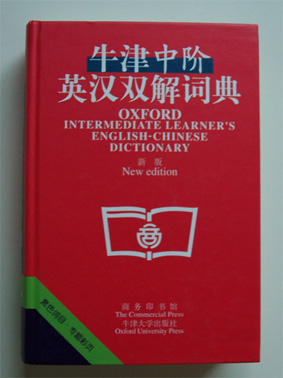 牛津中阶
英汉双解词典
OXFORD
INTERMEDIATE LEARNER'S
ENGLISH-CHINESE
DICTIONARY
新版
New edition
商务印书馆
The Commercial Press
牛津大学出版社
Oxford University Press